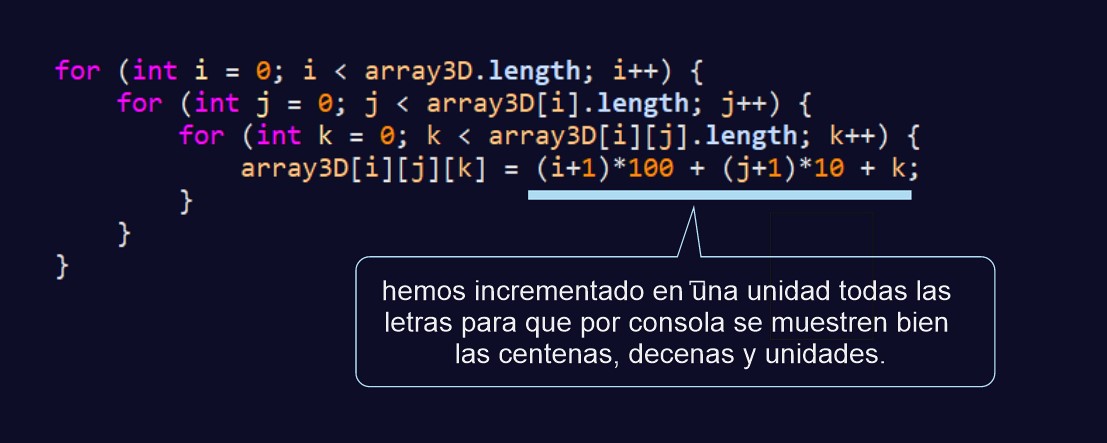 for (int i = 0; i < array3D.length; i++) {
for (int j = 0; j < array3D[i].length; j++) {
for (int k = 0; k < array3D[i][j].length; k++) {
array3D[i][j][k] = (i+1)*100 + (j+1)*10 + k;
}
}
}
hemos incrementado en una unidad todas las
letras para que por consola se muestren bien
las centenas, decenas y unidades.